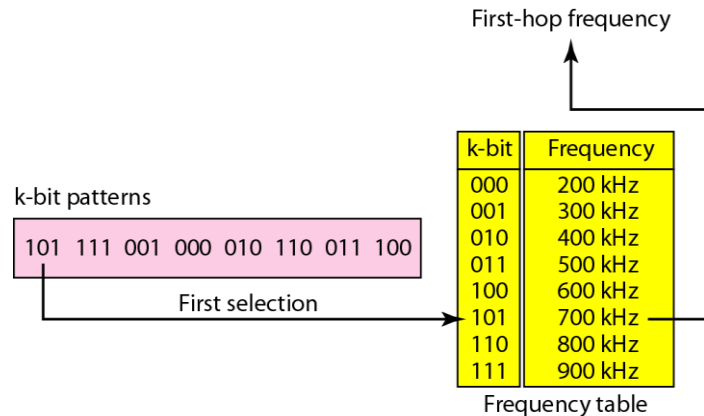 First-hop frequency
k-bit Frequency
k-bit patterns
000 200 kHz
001 300 kHz
010 400 kHz
011 500 kHz
100 600 kHz
101 700 kHz
110 800 kHz
111 900 kHz
101 111 001 000 010 110 011 100
First selection
Frequency table